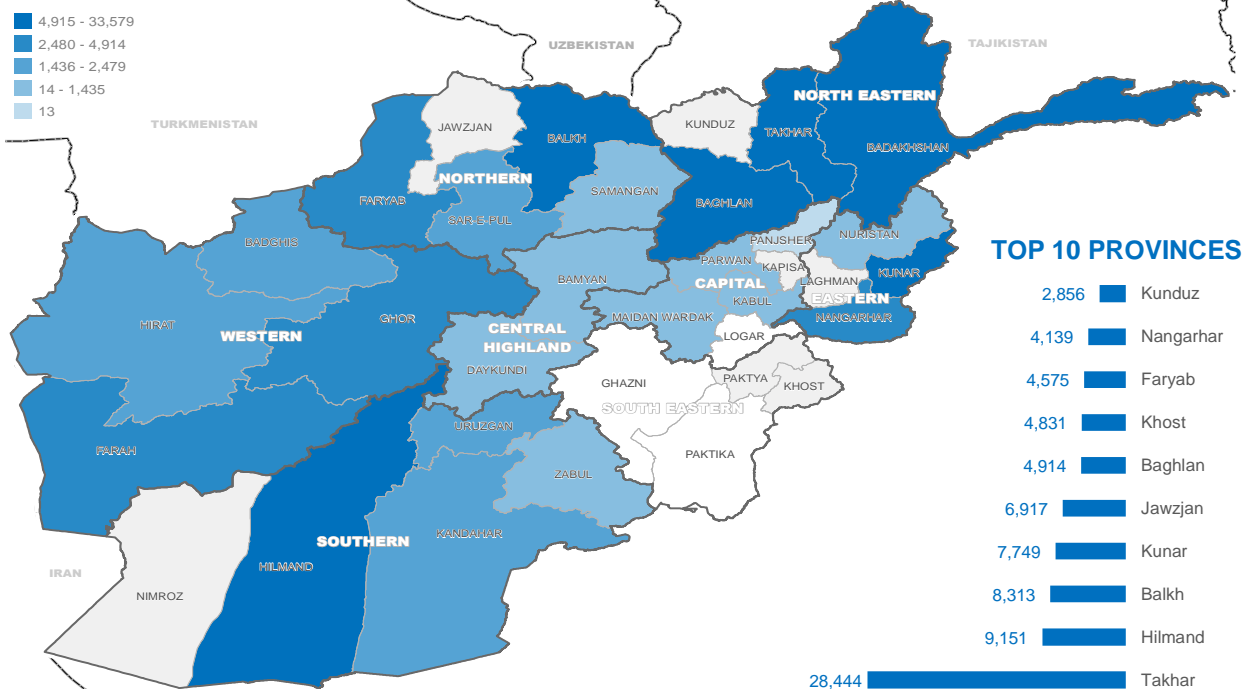 4,915 - 33,579
2,480 - 4,914
1,436 - 2,479
14 - 1,435
13
UZBEKISTAN
TAJIKISTAN
TURKMENISTAN
JAWZJAN
BALKH
KUNDUZ
TAKHAR
NORTH EASTERN
BADAKHSHAN
NORTHERN
FARYAB
SAMANGAN
BAGHLAN
SAR-E-PUL
BADGHIS
PANJSHER
NURISTAN
PARWAN
KAPISA
KUNAR
BAMYAN
CAPITAL
LAGHMAN
KABUL
EASTERN
GHOR
MAIDAN WARDAK
NANGARHAR
HIRAT
WESTERN
CENTRAL
HIGHLAND
LOGAR
DAYKUNDI
GHAZNI
PAKTYA
KHOST
SOUTH EASTERN
URUZGAN
FARAH
PAKTIKA
ZABUL
KANDAHAR
SOUTHERN
HILMAND
IRAN
NIMROZ
TOP 10 PROVINCES
2,856 Kunduz
4,139 Nangarhar
4,575 Faryab
4,831 Khost
4,914 Baghlan
6,917 Jawzjan
7,749 Kunar
8,313 Balkh
9,151 Hilmand
28,444 Takhar